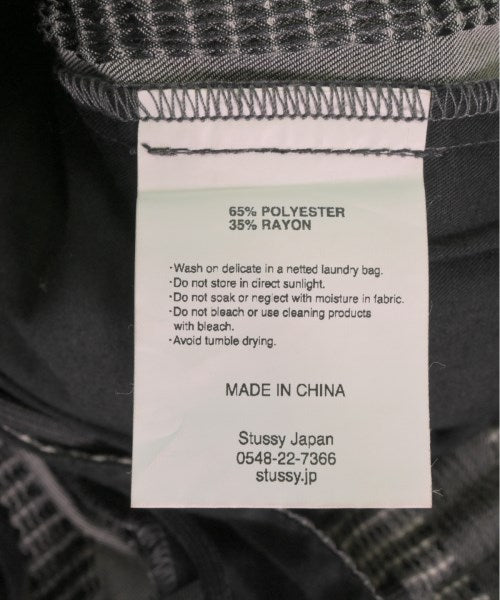 65% POLYESTER
35% RAYON
·Wash on delicate in a netted laundry bag.
·Do not store in direct sunlight.
·Do not soak or neglect with moisture in fabric.
·Do not bleach or use cleaning products
with bleach.
·Avoid tumble drying.
MADE IN CHINA
Stussy Japan
0548-22-7366
stussy.jp